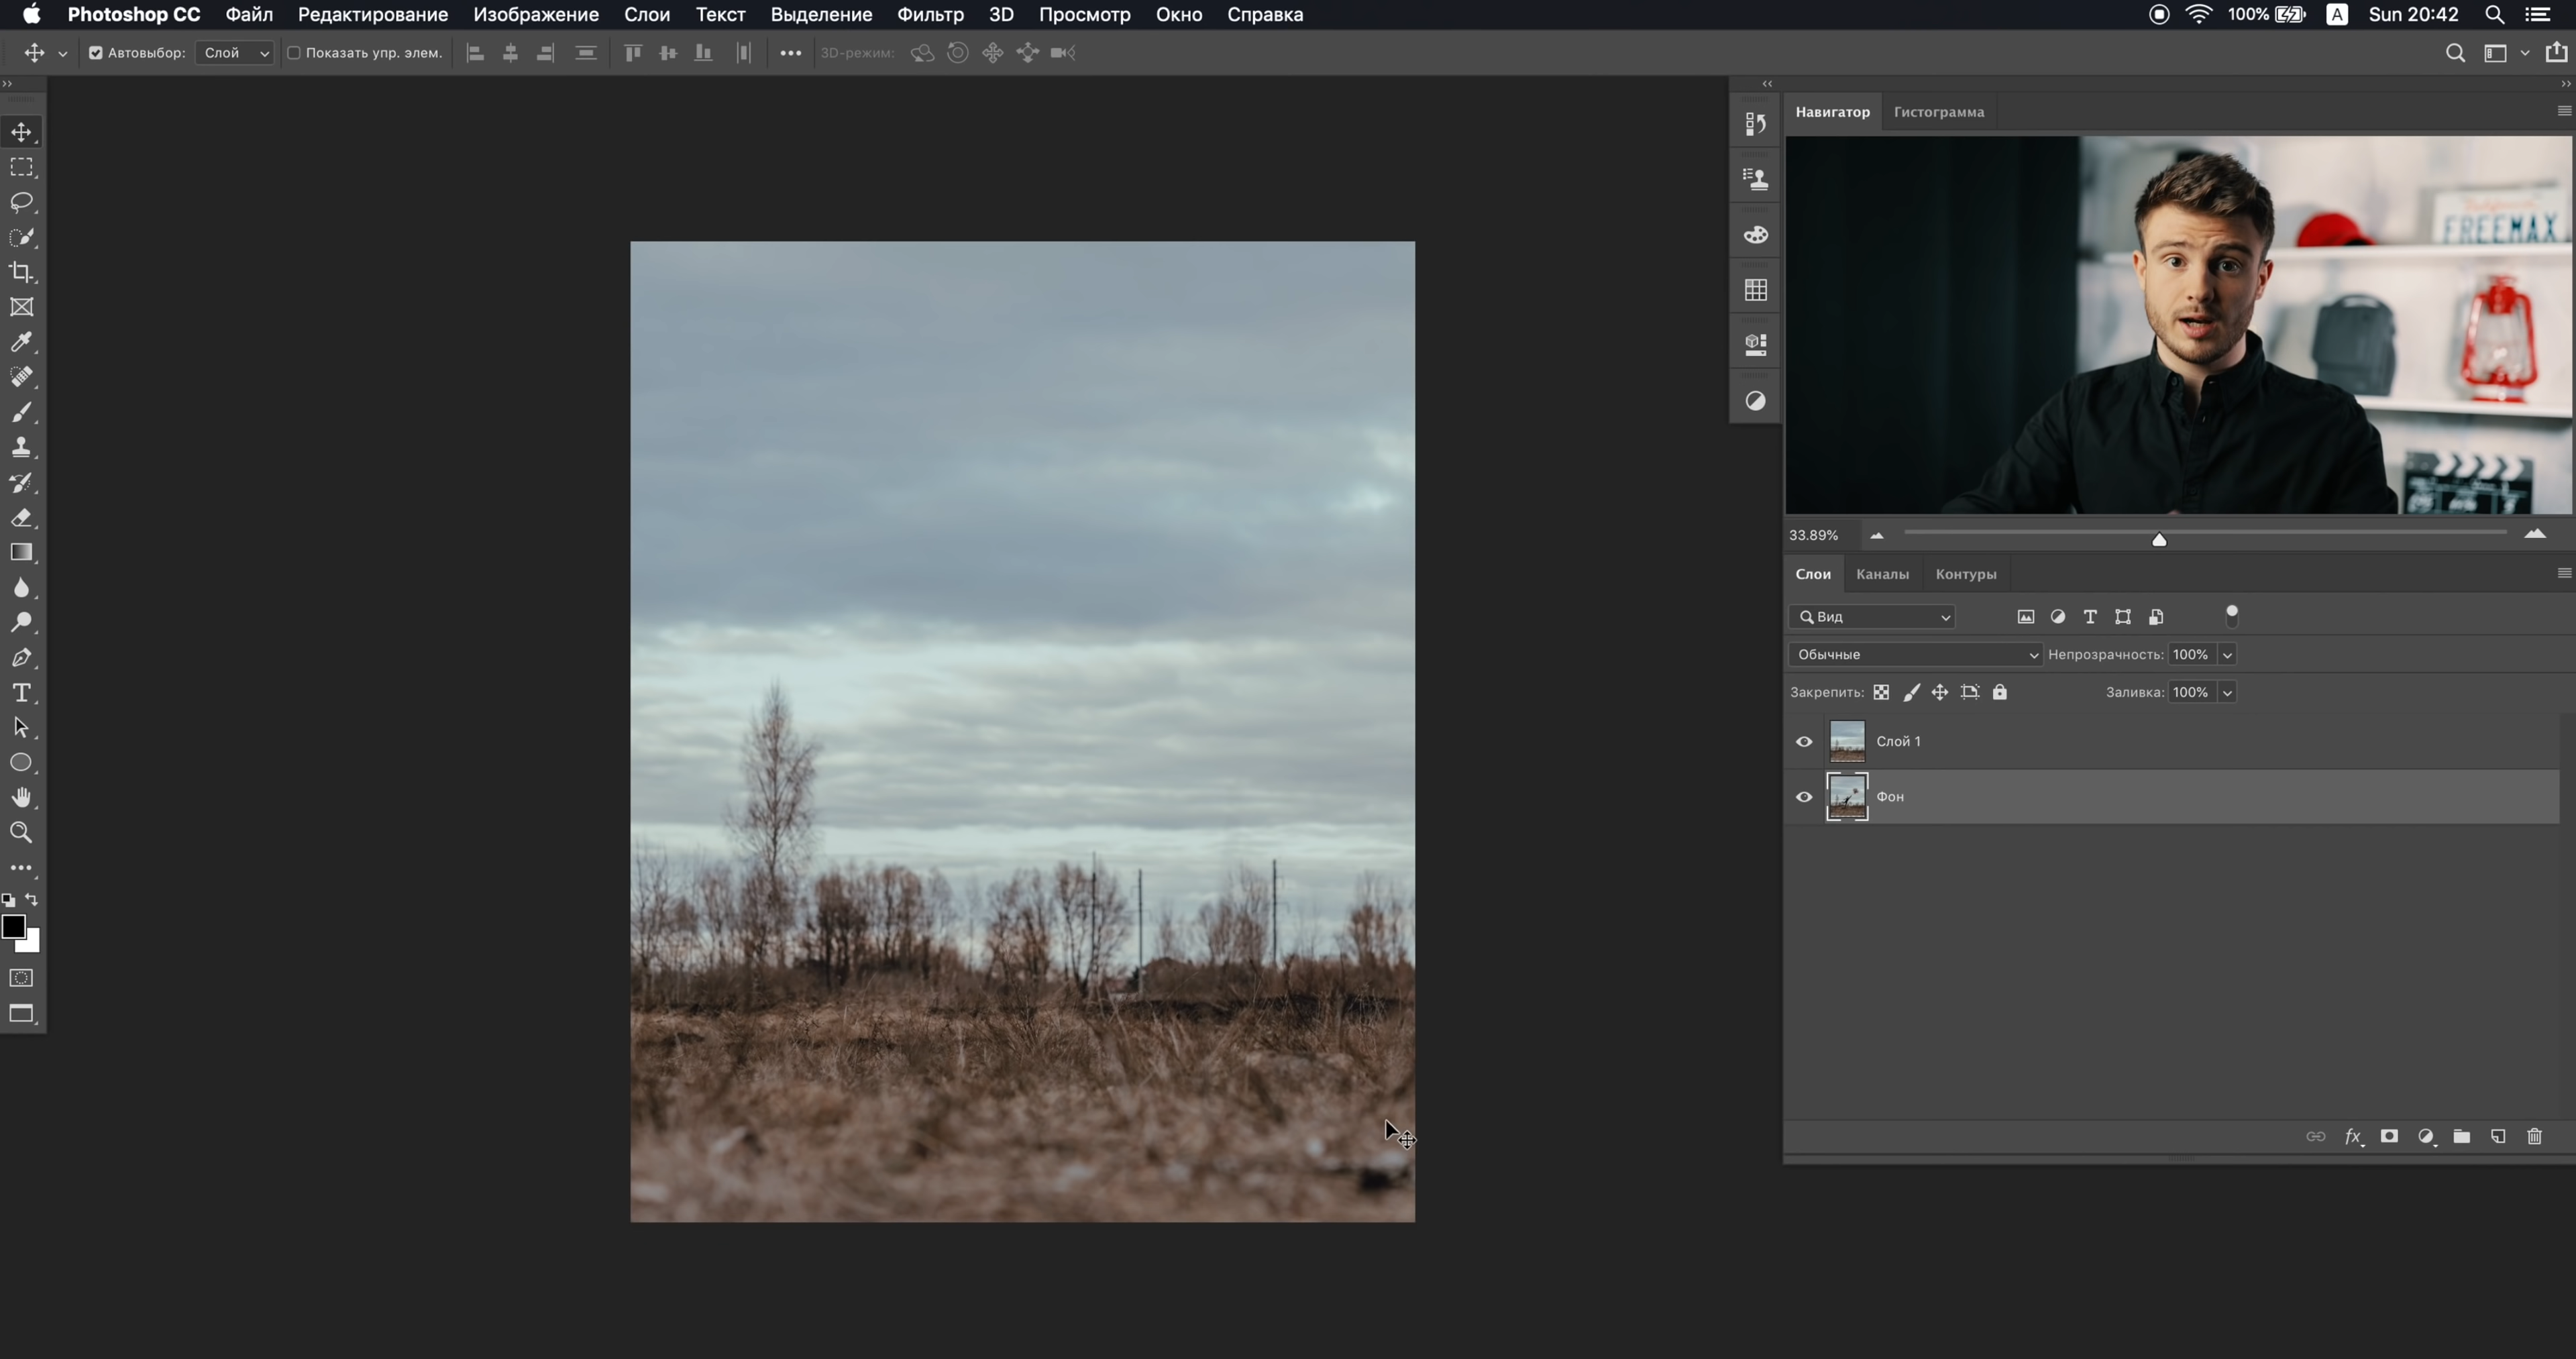 Photoshop CC Файл Редактирование Изображение Слои Текст Выделение Фильтр 3D Просмотр Окно Справка 100% A Sun 20:42
Автовыбор: Слой Показать упр. элем. 3D-режим:
Навигатор Гистограмма
FREEMAX
33.89%
Слои Каналы Контуры
Вид
Обычные Непрозрачность: 100%
Закрепить: Заливка: 100%
Слой 1
Фон
fx